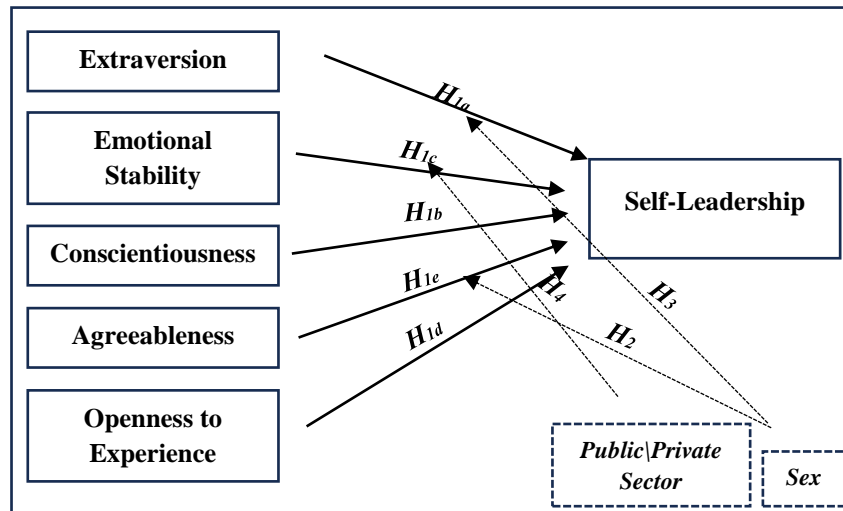 Extraversion
H1a
Emotional
Stability
H1c
Self-Leadership
H1b
Conscientiousness
H1e
H4
H3
Agreeableness
H1d
H2
Openness to
Experience
Public\Private
Sector
Sex